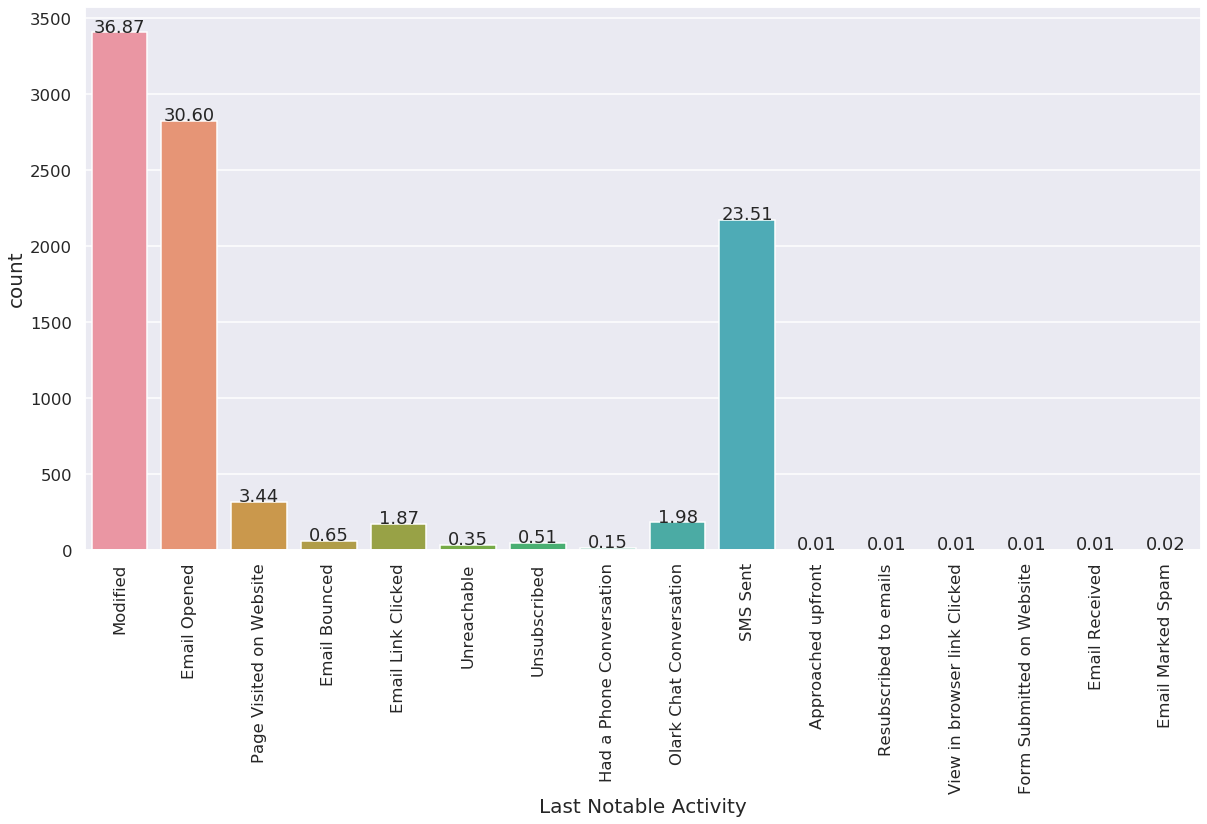 3500
3000
2500
2000
1500
1000
500
0
count
36.87
30.60
3.44
0.65
1.87
0.35
0.51
0.15
1.98
23.51
0.01
0.01
0.01
0.01
0.01
0.02
Modified
Email Opened
Page Visited on Website
Email Bounced
Email Link Clicked
Unreachable
Unsubscribed
Had a Phone Conversation
Olark Chat Conversation
SMS Sent
Approached upfront
Resubscribed to emails
View in browser link Clicked
Form Submitted on Website
Email Received
Email Marked Spam
Last Notable Activity